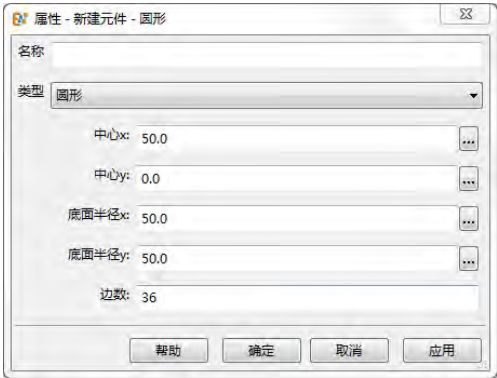 属性 - 新建元件 - 圆形
名称
类型 圆形
中心x: 50.0 ...
中心y: 0.0 ...
底面半径x: 50.0 ...
底面半径y: 50.0 ...
边数: 36
帮助 确定 取消 应用